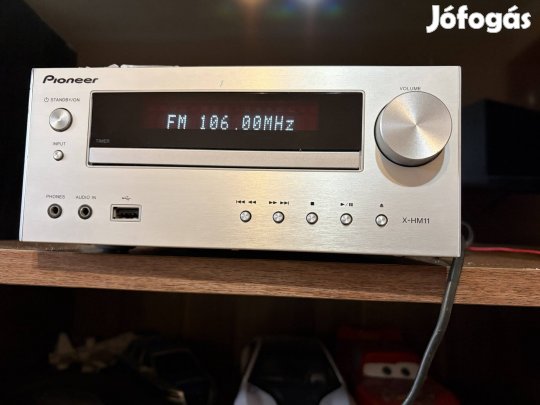 Jófogás
Pioneer
STANDBY/ON
VOLUME
FM 106.00MHz
TIMER
INPUT
PHONES
AUDIO IN
X-HM11